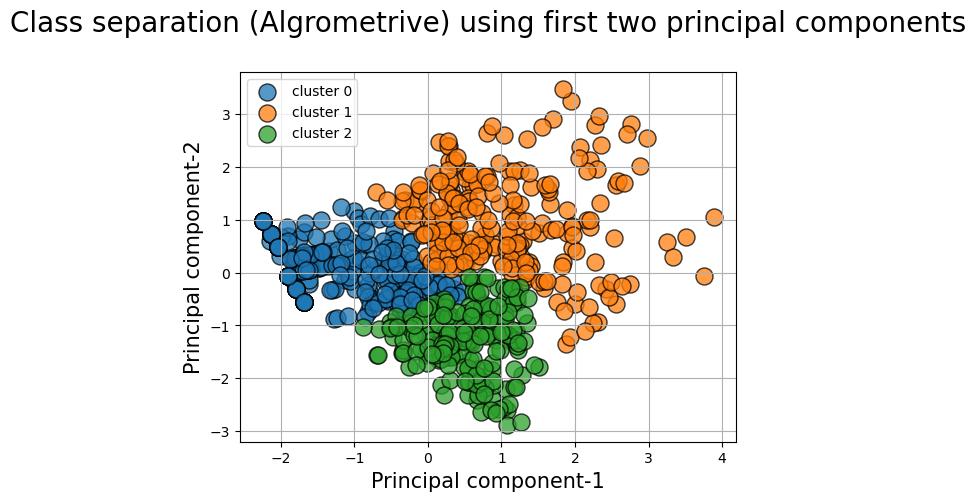 Class separation (Algrometrive) using first two principal components
cluster 0
cluster 1
cluster 2
Principal component-2
3
2
1
0
−1
−2
−3
−2
−1
0
1
2
3
4
Principal component-1